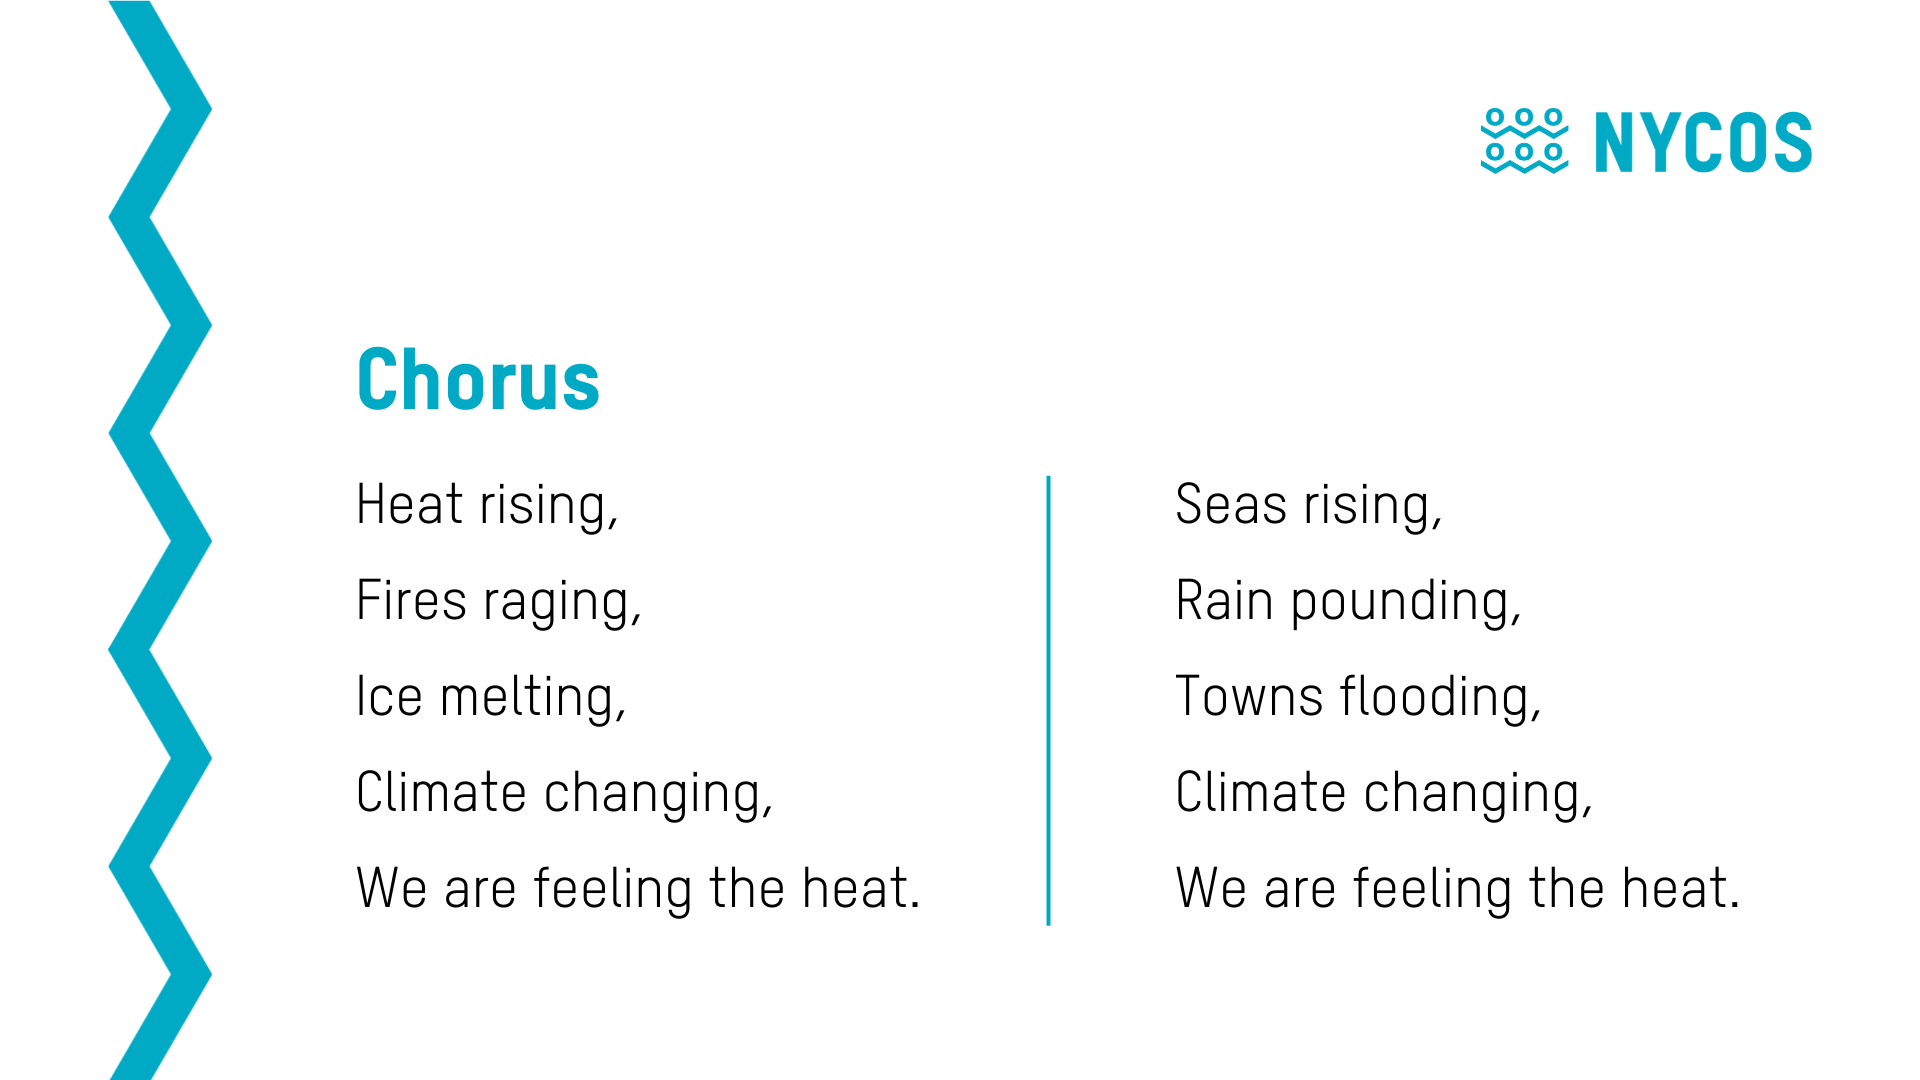 NYCOS
Chorus
Heat rising,
Fires raging,
Ice melting,
Climate changing,
We are feeling the heat.
Seas rising,
Rain pounding,
Towns flooding,
Climate changing,
We are feeling the heat.